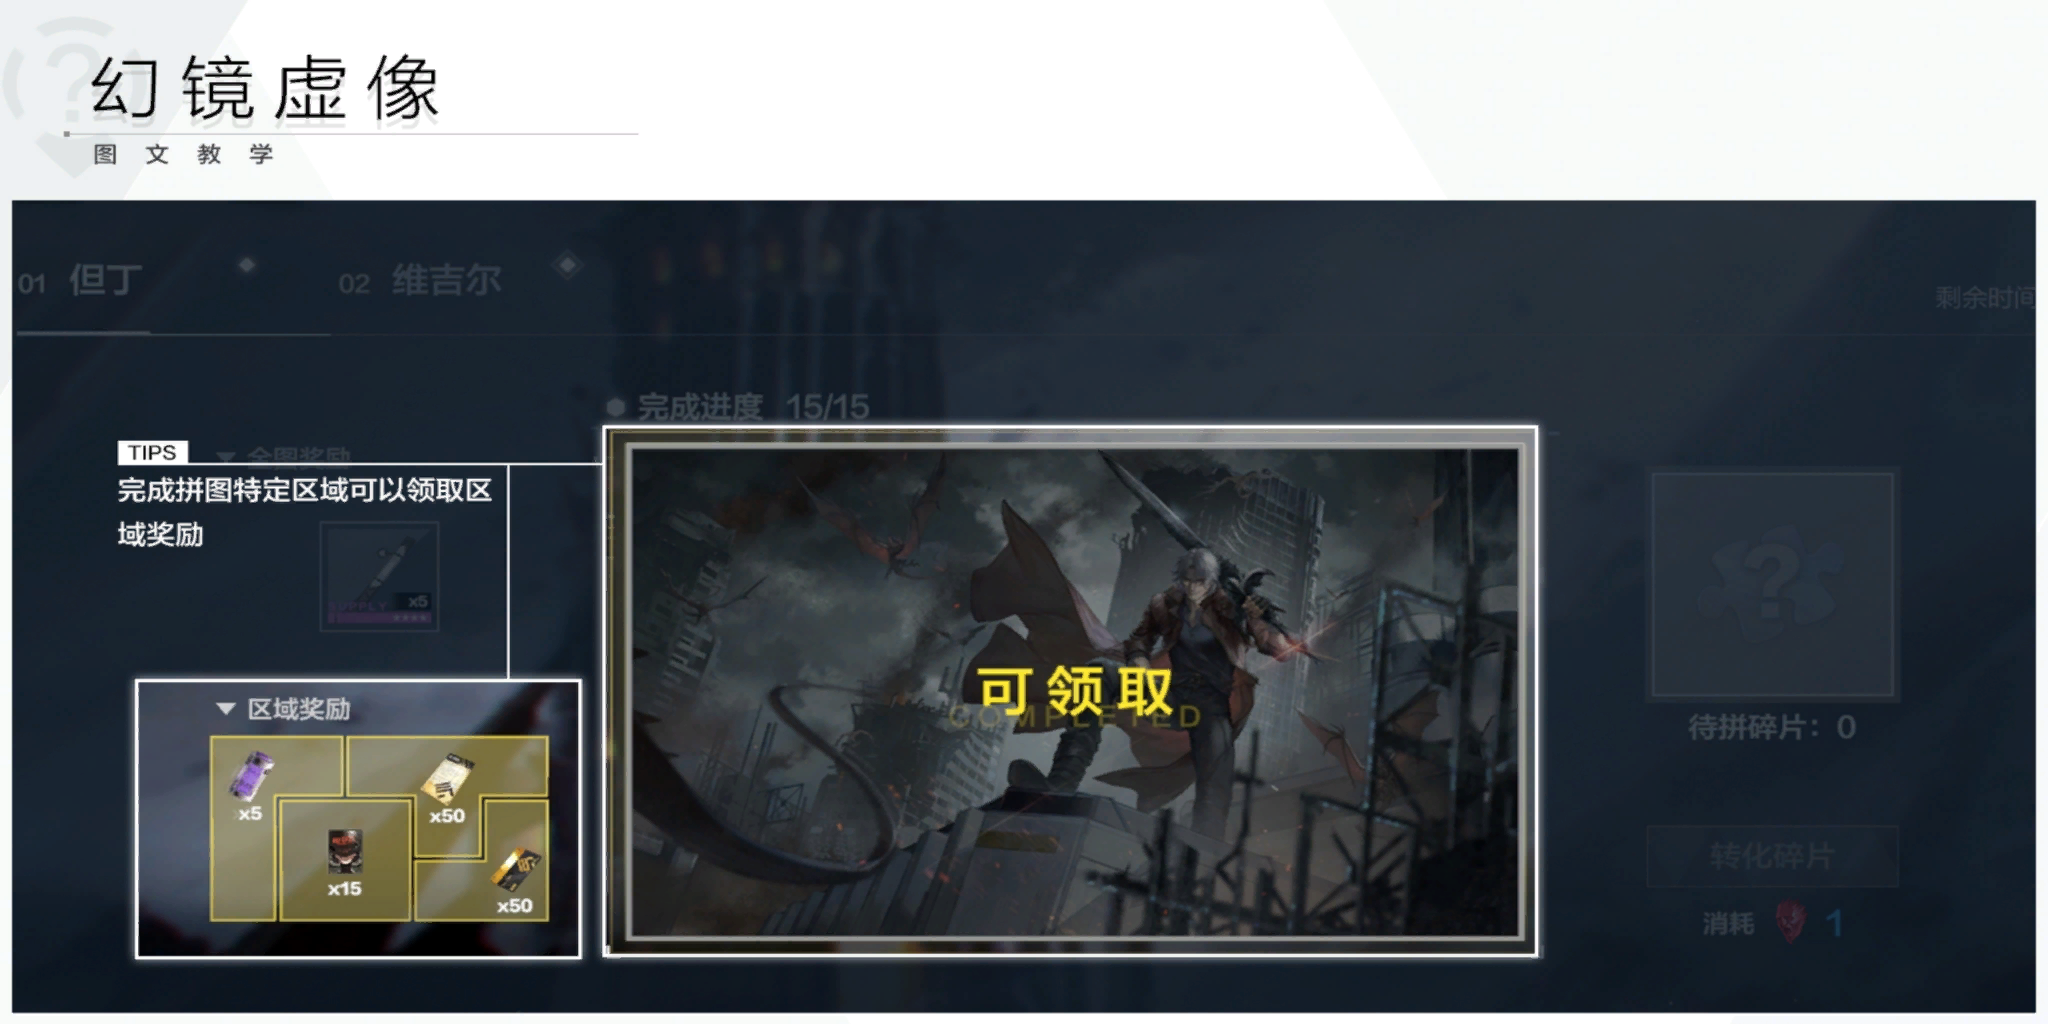 幻镜虚像
图文教学
01 但丁
02 维吉尔
剩余时间
完成进度 15/15
TIPS
全图奖励
完成拼图特定区域可以领取区
域奖励
SUPPLY
x5
可领取
COMPLETED
区域奖励
x5
x50
x15
x50
待拼碎片：0
转化碎片
消耗 1